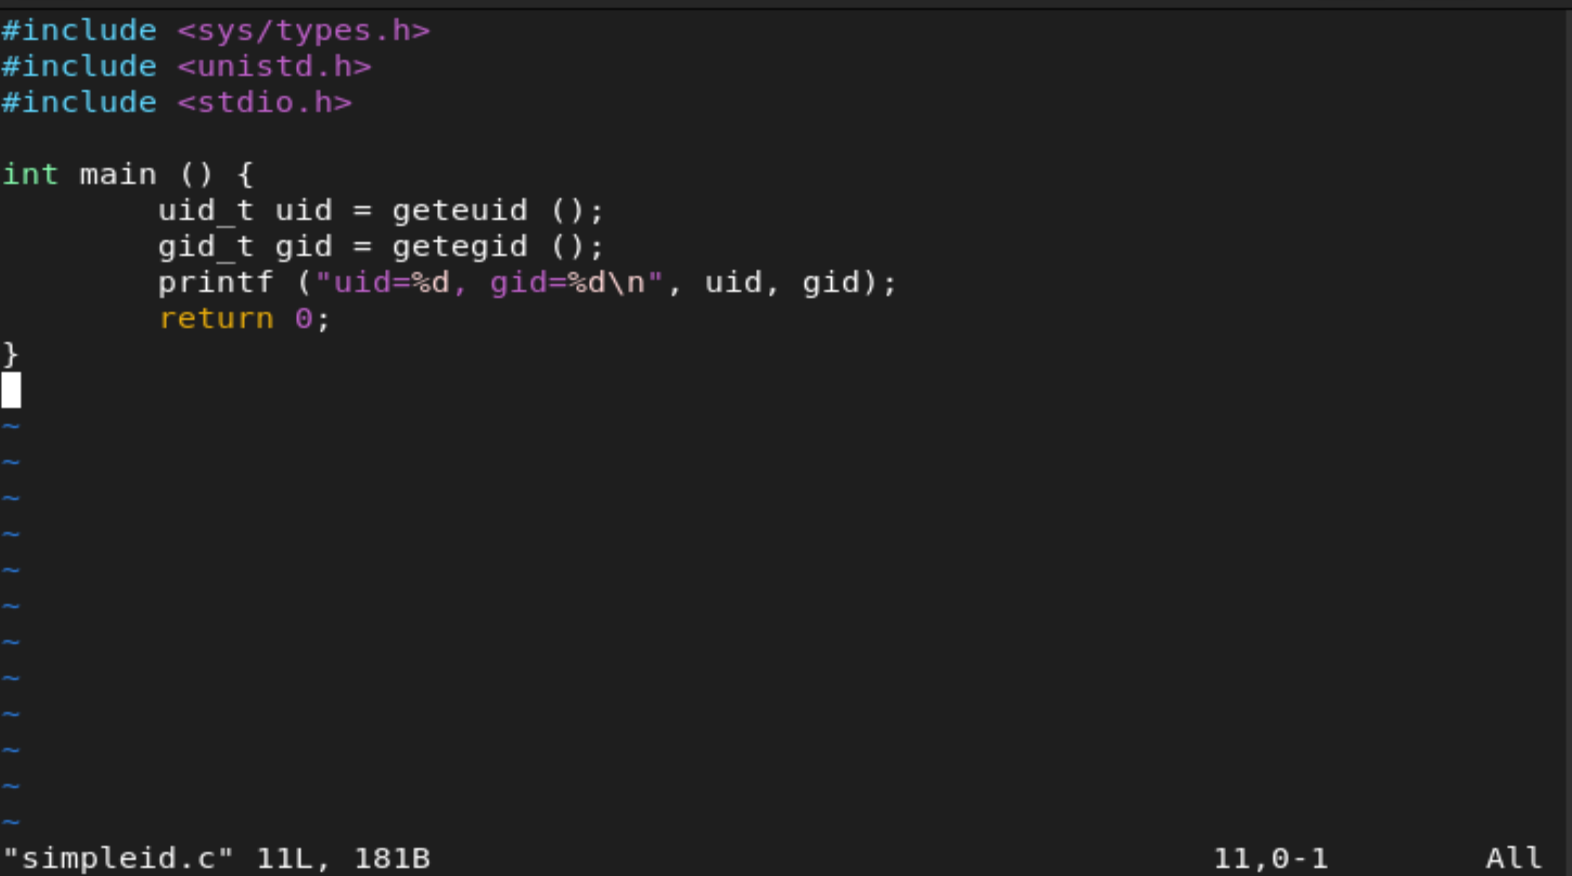 #include <sys/types.h>
#include <unistd.h>
#include <stdio.h>

int main () {
        uid_t uid = geteuid ();
        gid_t gid = getegid ();
        printf ("uid=%d, gid=%d\n", uid, gid);
        return 0;
}

~
~
~
~
~
~
~
~
~
~
~
~
"simpleid.c" 11L, 181B 11,0-1 All